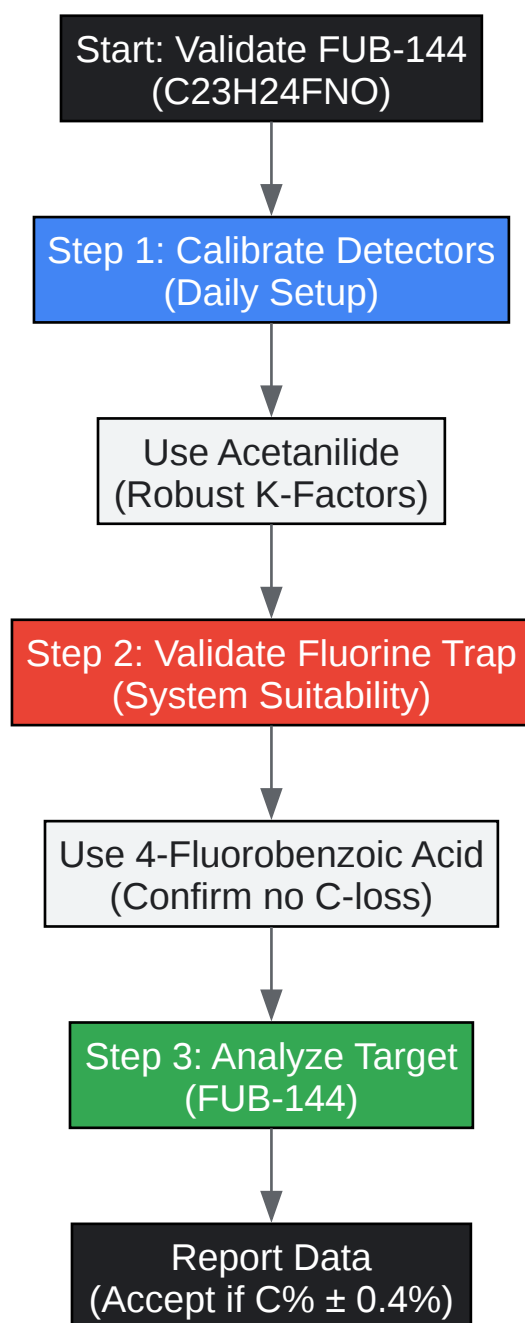 Start: Validate FUB-144
(C23H24FNO)
Step 1: Calibrate Detectors
(Daily Setup)
Use Acetanilide
(Robust K-Factors)
Step 2: Validate Fluorine Trap
(System Suitability)
Use 4-Fluorobenzoic Acid
(Confirm no C-loss)
Step 3: Analyze Target
(FUB-144)
Report Data
(Accept if C% ± 0.4%)